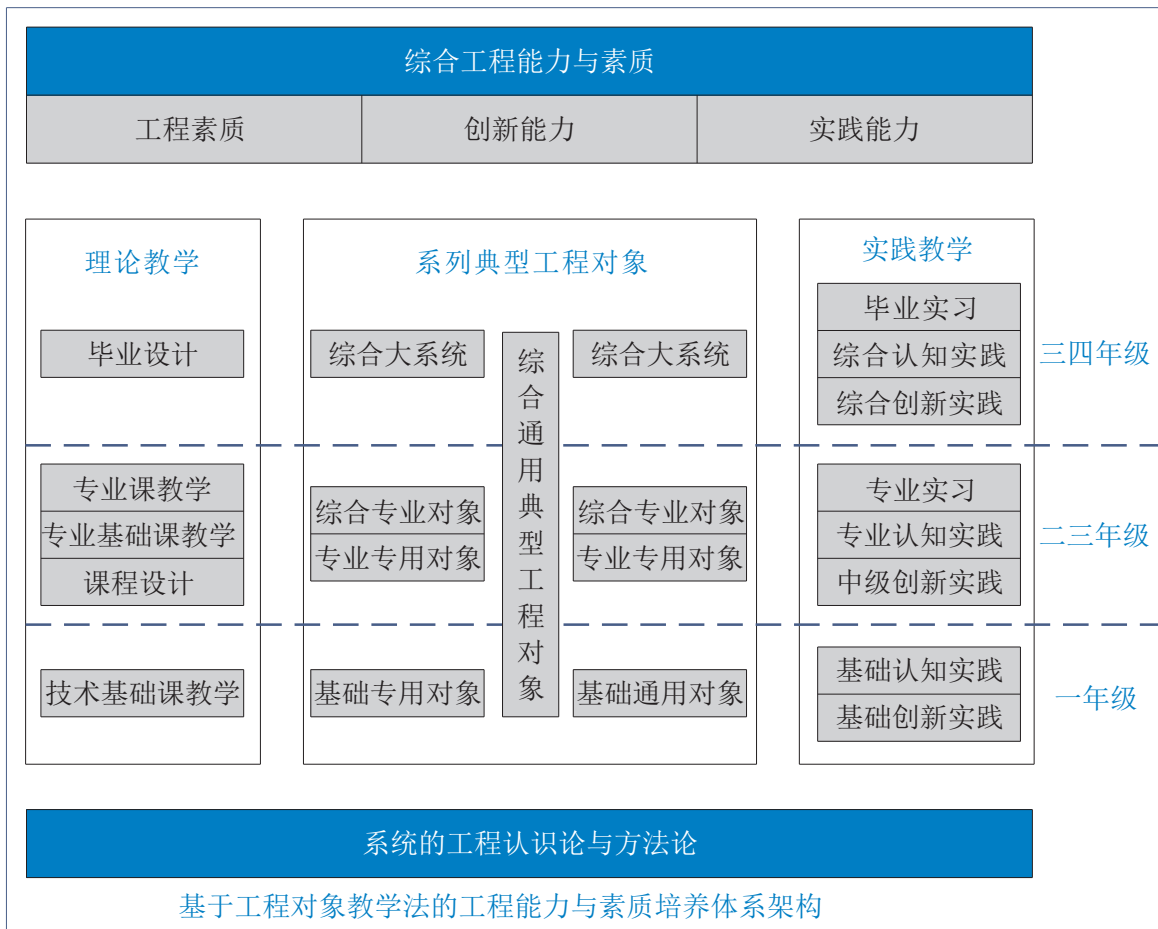 综合工程能力与素质
工程素质
创新能力
实践能力
理论教学
系列典型工程对象
实践教学
毕业设计
综合大系统
综合通用典型工程对象
综合大系统
毕业实习
综合认知实践
综合创新实践
三四年级
专业课教学
专业基础课教学
课程设计
综合专业对象
专业专用对象
综合专业对象
专业专用对象
专业实习
专业认知实践
中级创新实践
二三年级
技术基础课教学
基础专用对象
基础通用对象
基础认知实践
基础创新实践
一年级
系统的工程认识论与方法论
基于工程对象教学法的工程能力与素质培养体系架构